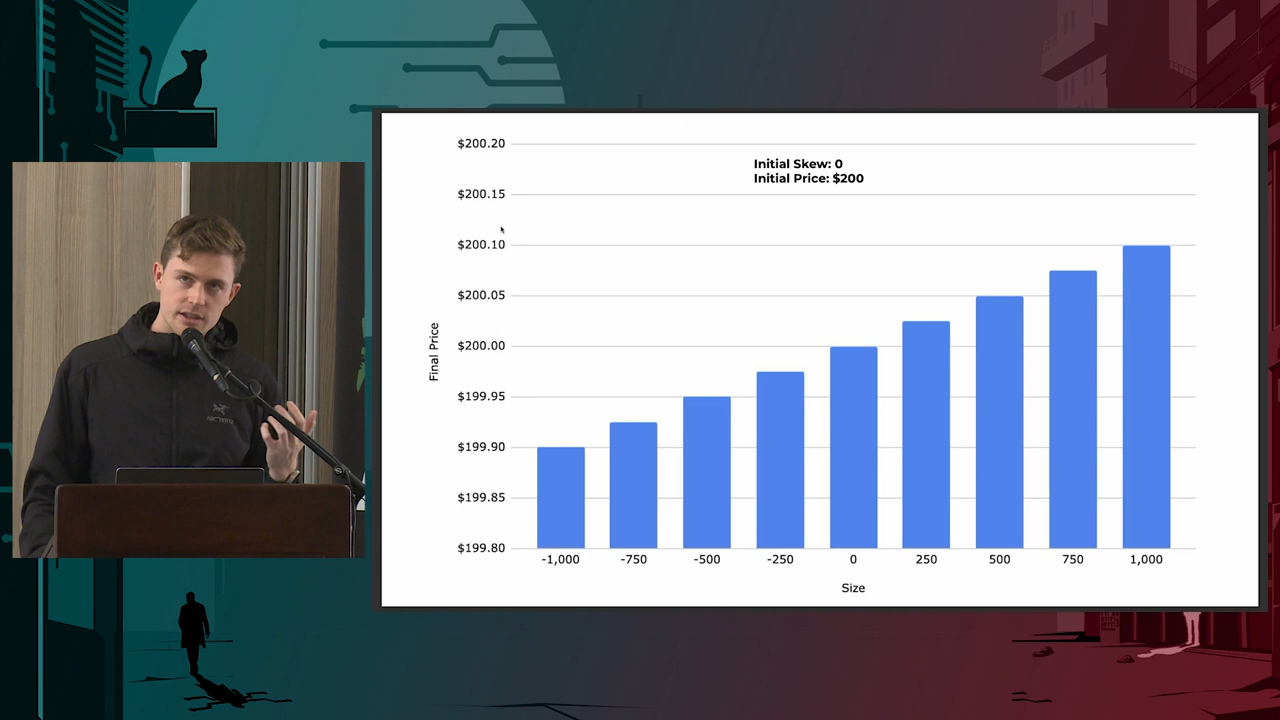 $200.20
Initial Skew: 0
Initial Price: $200
$200.15
$200.10
$200.05
$200.00
$199.95
$199.90
$199.85
$199.80
Final Price
-1,000 -750 -500 -250 0 250 500 750 1,000
Size